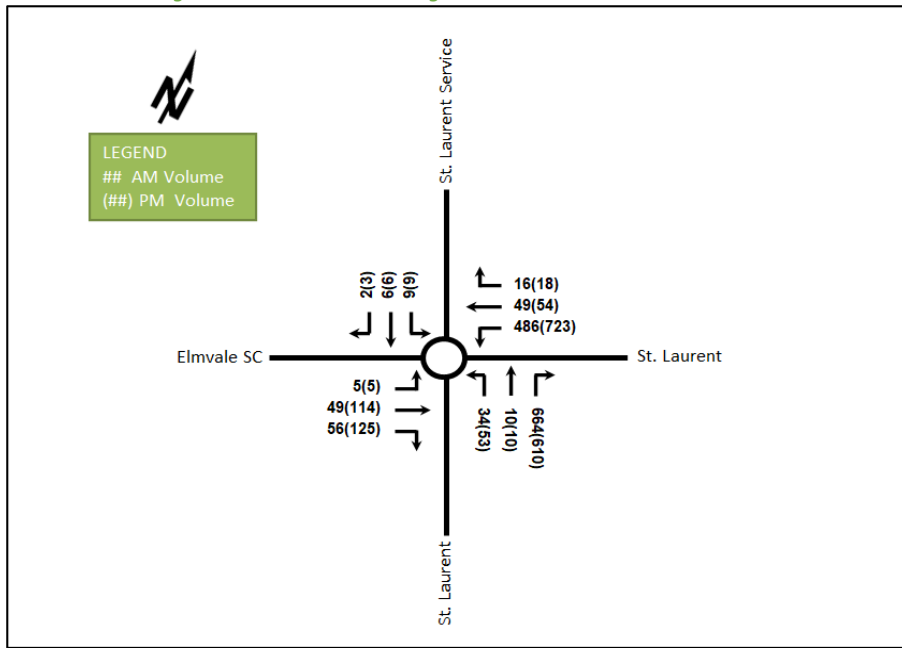 St. Laurent Service
N
LEGEND
## AM Volume
(##) PM Volume
2(3)
6(6)
9(9)
16(18)
49(54)
486(723)
Elmvale SC
St. Laurent
5(5)
49(114)
56(125)
34(53)
10(10)
664(610)
St. Laurent